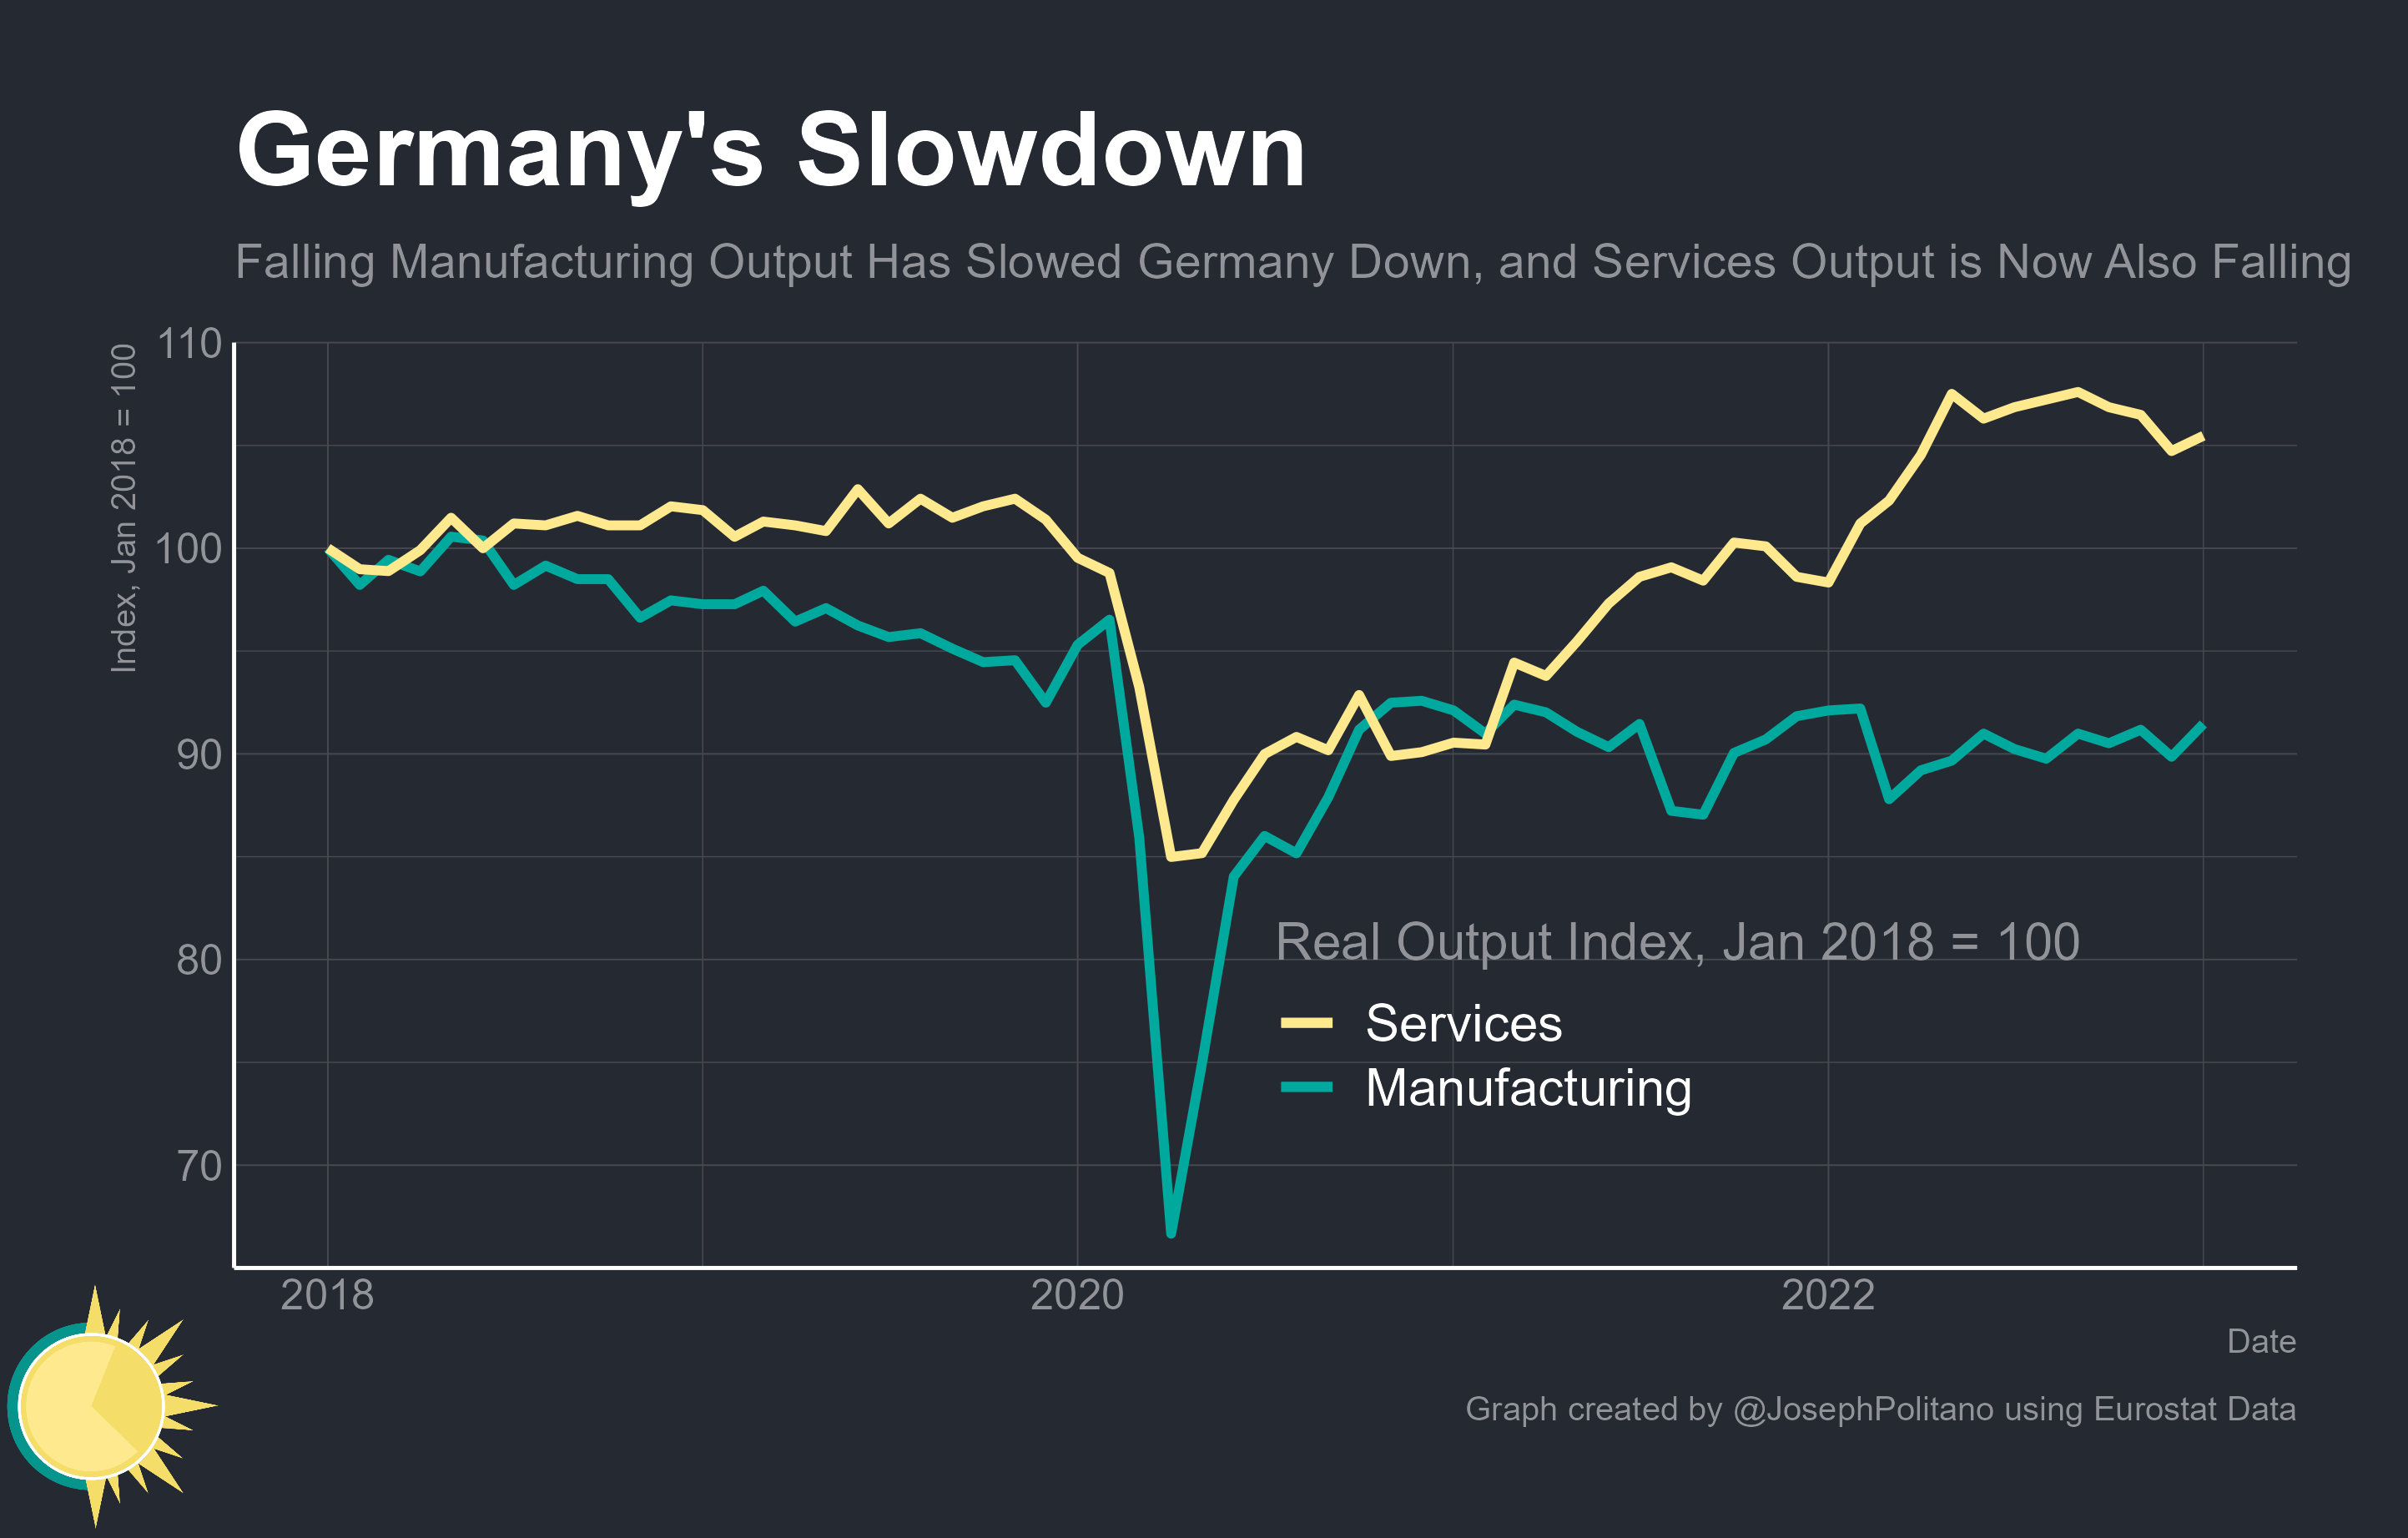 Germany's Slowdown
Falling Manufacturing Output Has Slowed Germany Down, and Services Output is Now Also Falling
Index, Jan 2018 = 100
110
100
90
80
70
Real Output Index, Jan 2018 = 100
Services
Manufacturing
2018
2020
2022
Date
Graph created by @JosephPolitano using Eurostat Data